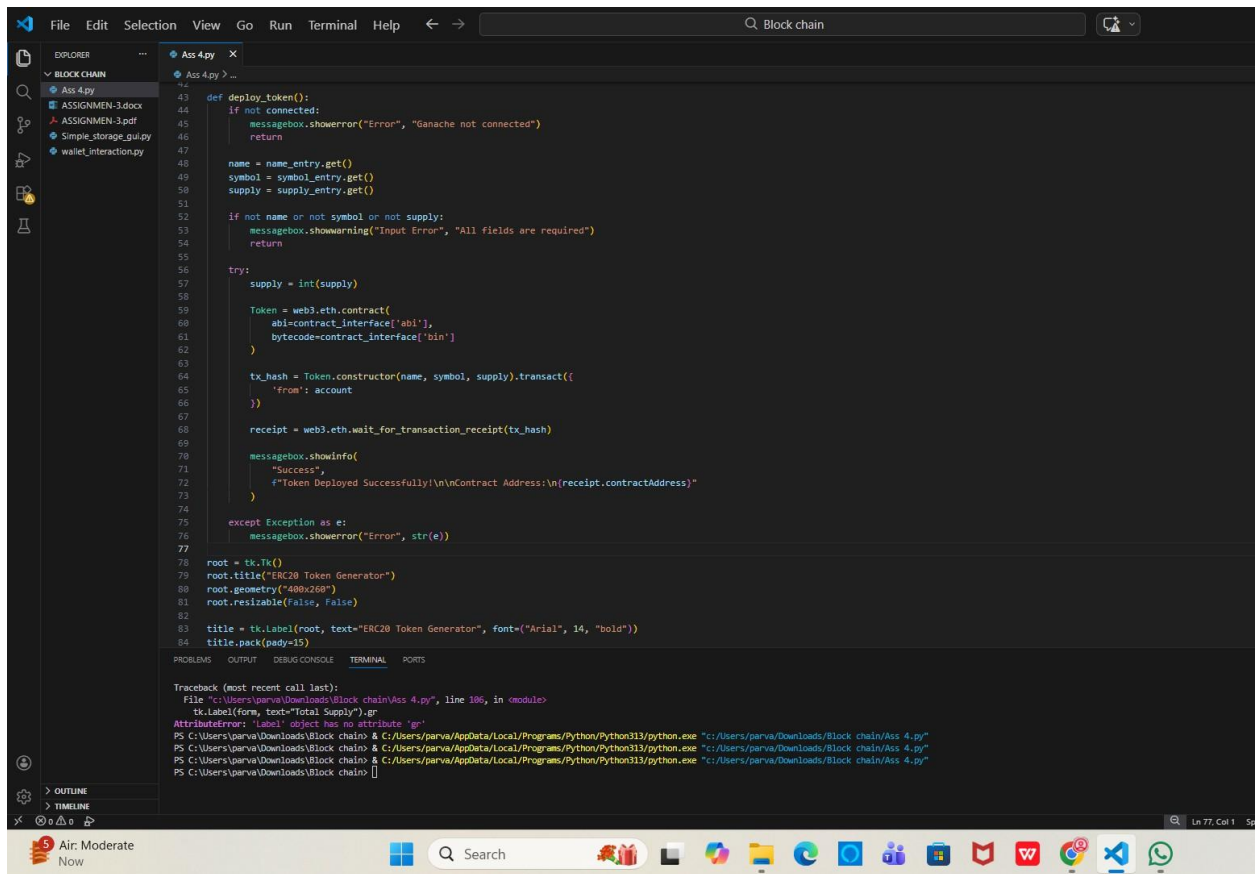 File Edit Selection View Go Run Terminal Help
Block chain
EXPLORER
BLOCK CHAIN
Ass 4.py
ASSIGNMEN-3.docx
ASSIGNMEN-3.pdf
Simple_storage_gui.py
wallet_interaction.py
OUTLINE
TIMELINE
Ass 4.py
Ass 4.py > ...
42
43 def deploy_token():
44 if not connected:
45 messagebox.showerror("Error", "Ganache not connected")
46 return
47
48 name = name_entry.get()
49 symbol = symbol_entry.get()
50 supply = supply_entry.get()
51
52 if not name or not symbol or not supply:
53 messagebox.showwarning("Input Error", "All fields are required")
54 return
55
56 try:
57 supply = int(supply)
58
59 Token = web3.eth.contract(
60 abi=contract_interface['abi'],
61 bytecode=contract_interface['bin']
62 )
63
64 tx_hash = Token.constructor(name, symbol, supply).transact({
65 'from': account
66 })
67
68 receipt = web3.eth.wait_for_transaction_receipt(tx_hash)
69
70 messagebox.showinfo(
71 "Success",
72 f"Token Deployed Successfully!\n\nContract Address:\n{receipt.contractAddress}"
73 )
74
75 except Exception as e:
76 messagebox.showerror("Error", str(e))
77
78 root = tk.Tk()
79 root.title("ERC20 Token Generator")
80 root.geometry("400x260")
81 root.resizable(False, False)
82
83 title = tk.Label(root, text="ERC20 Token Generator", font=("Arial", 14, "bold"))
84 title.pack(pady=15)
PROBLEMS OUTPUT DEBUG CONSOLE TERMINAL PORTS
Traceback (most recent call last):
File "c:\Users\parva\Downloads\Block chain\Ass 4.py", line 106, in <module>
tk.Label(form, text="Total Supply").gr
AttributeError: 'Label' object has no attribute 'gr'
PS C:\Users\parva\Downloads\Block chain> & C:/Users/parva/AppData/Local/Programs/Python/Python313/python.exe "c:/Users/parva/Downloads/Block chain/Ass 4.py"
PS C:\Users\parva\Downloads\Block chain> & C:/Users/parva/AppData/Local/Programs/Python/Python313/python.exe "c:/Users/parva/Downloads/Block chain/Ass 4.py"
PS C:\Users\parva\Downloads\Block chain> & C:/Users/parva/AppData/Local/Programs/Python/Python313/python.exe "c:/Users/parva/Downloads/Block chain/Ass 4.py"
PS C:\Users\parva\Downloads\Block chain>
0 0
Ln 77, Col 1 Sp
5
Air: Moderate
Now
Search